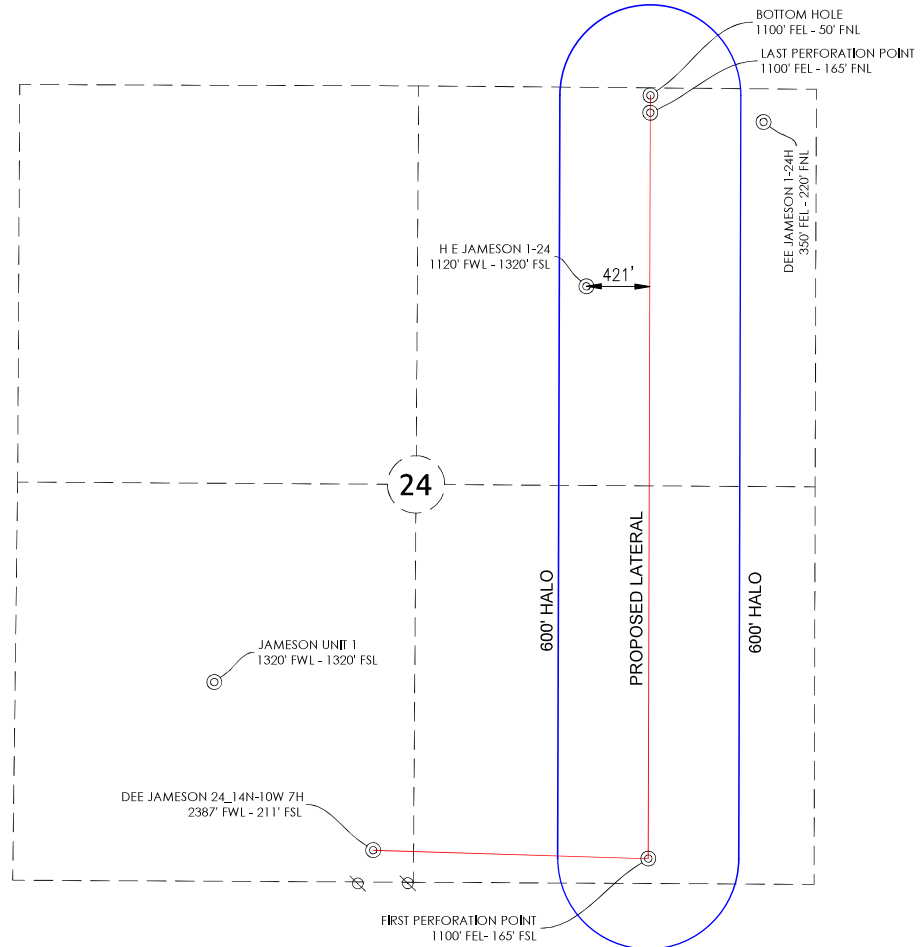 BOTTOM HOLE
1100' FEL - 50' FNL
LAST PERFORATION POINT
1100' FEL - 165' FNL
DEE JAMESON 1-24H
350' FEL - 220' FNL
H E JAMESON 1-24
1120' FWL - 1320' FSL
421'
24
PROPOSED LATERAL
600' HALO
600' HALO
JAMESON UNIT 1
1320' FWL - 1320' FSL
DEE JAMESON 24_14N-10W 7H
2387' FWL - 211' FSL
FIRST PERFORATION POINT
1100' FEL- 165' FSL